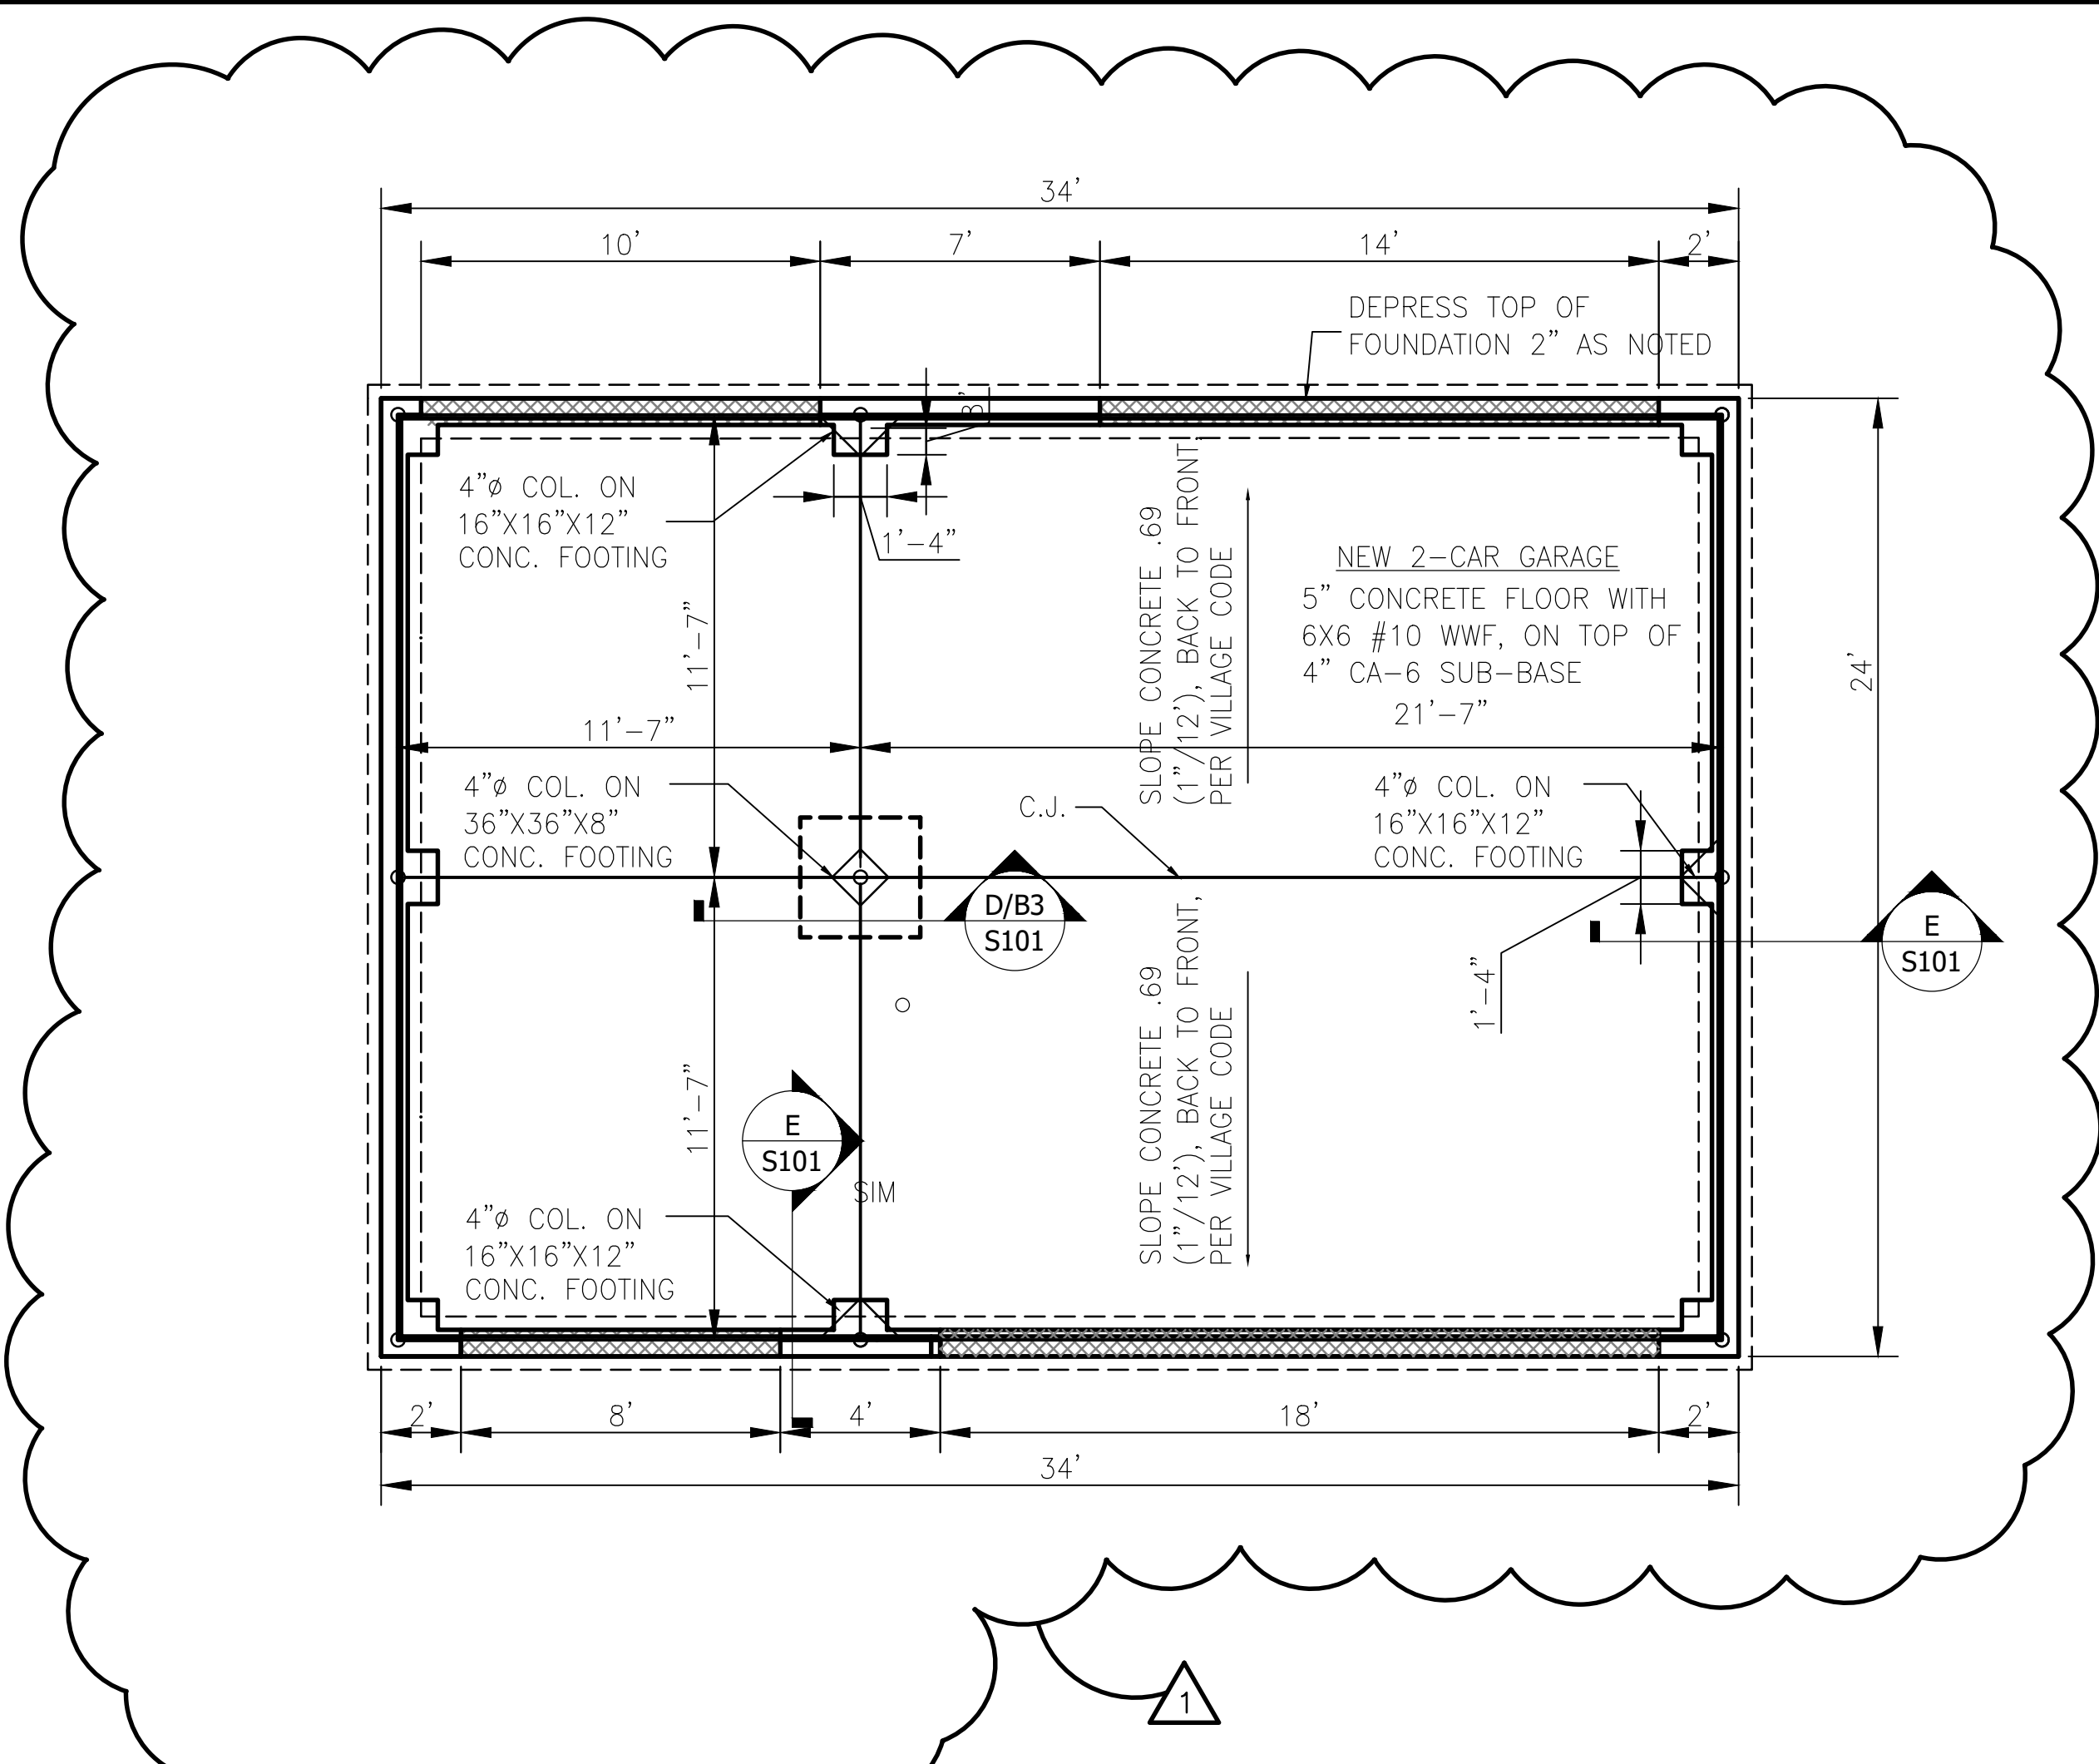 34'
10'
7'
14'
2'
DEPRESS TOP OF
FOUNDATION 2" AS NOTED
4"ø COL. ON
16"X16"X12"
CONC. FOOTING
1'-4"
11'-7"
SLOPE CONCRETE .69
(1"/12'), BACK TO FRONT,
PER VILLAGE CODE
NEW 2-CAR GARAGE
5" CONCRETE FLOOR WITH
6X6 #10 WWF, ON TOP OF
4" CA-6 SUB-BASE
21'-7"
11'-7"
24'
4"ø COL. ON
36"X36"X8"
CONC. FOOTING
C.J.
4"ø COL. ON
16"X16"X12"
CONC. FOOTING
D/B3
S101
E
S101
1'-4"
11'-7"
SLOPE CONCRETE .69
(1"/12'), BACK TO FRONT,
PER VILLAGE CODE
E
S101
SIM
4"ø COL. ON
16"X16"X12"
CONC. FOOTING
2'
8'
4'
18'
2'
34'
1